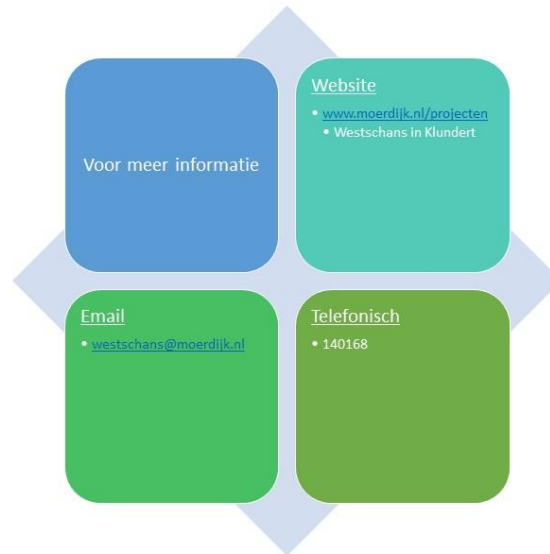 Voor meer informatie
Website
• www.moerdijk.nl/projecten
• Westschans in Klundert
Email
• westschans@moerdijk.nl
Telefonisch
• 140168